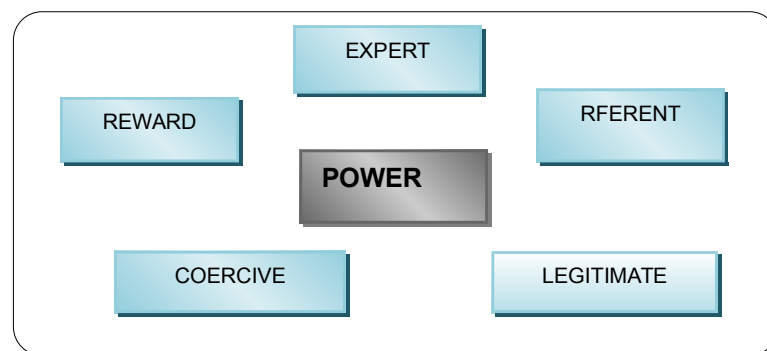 EXPERT
REWARD
RFERENT
POWER
COERCIVE
LEGITIMATE